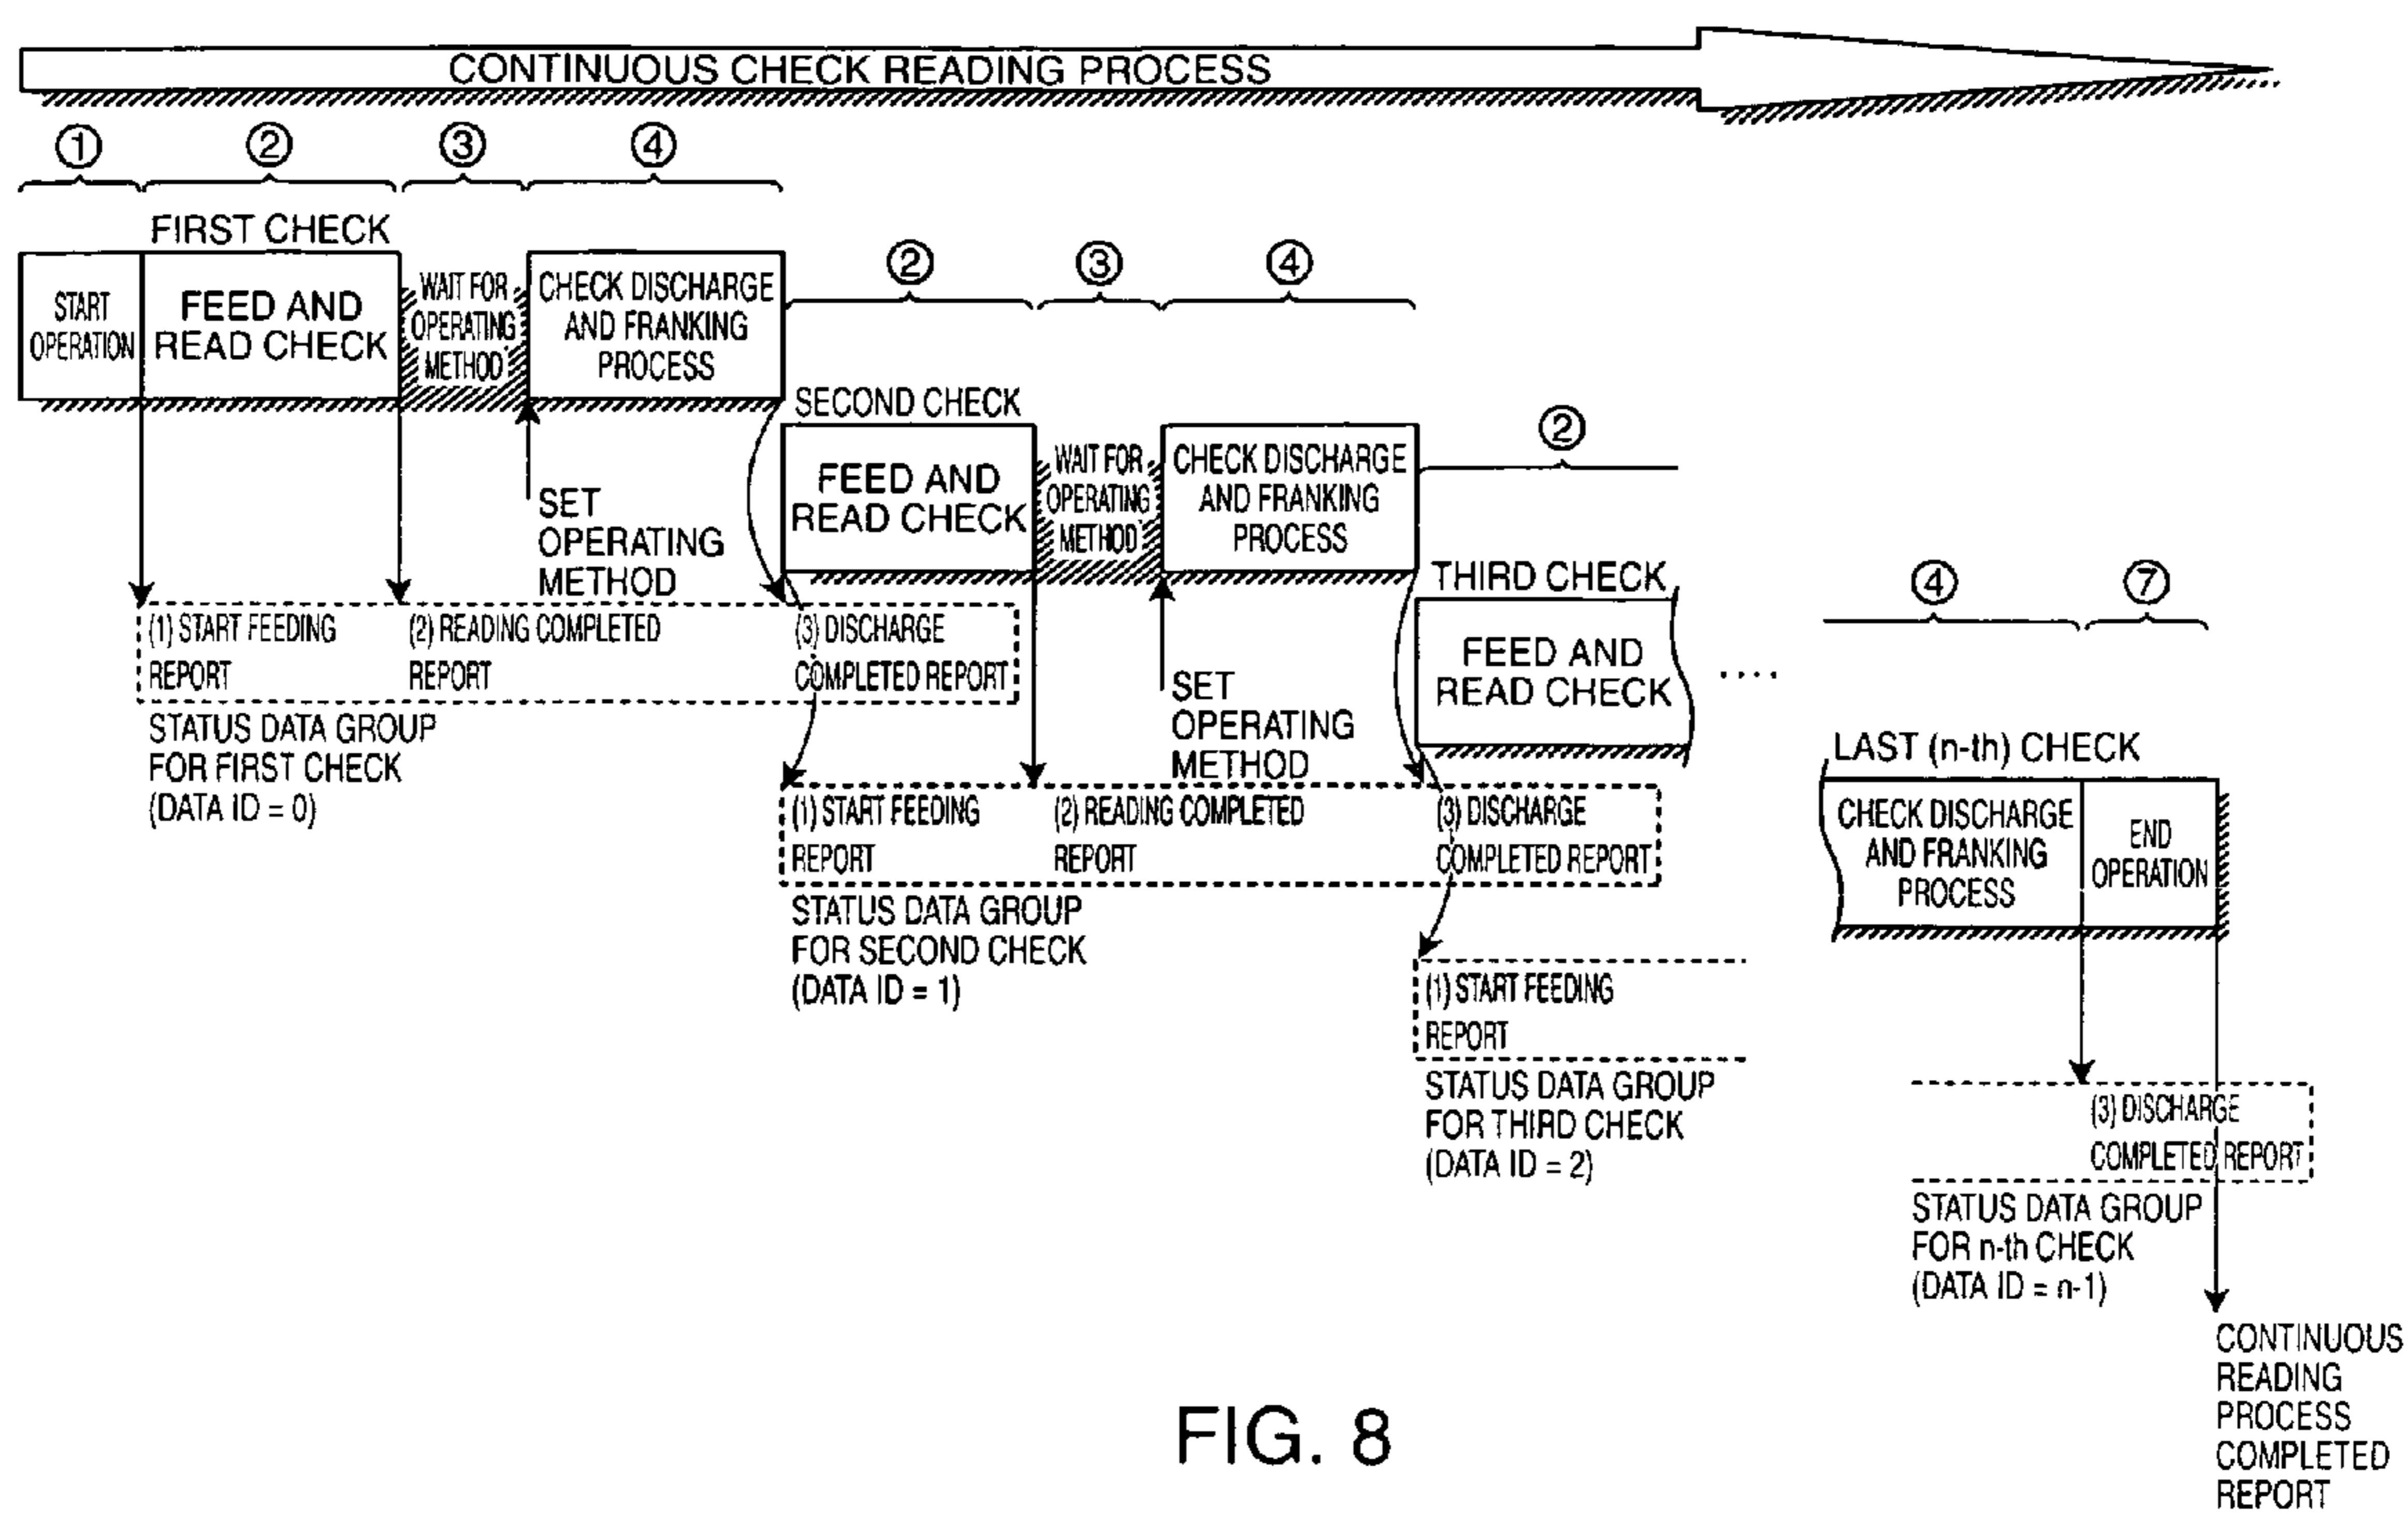 CONTINUOUS CHECK READING PROCESS
① ② ③ ④
FIRST CHECK
START
OPERATION
FEED AND
READ CHECK
WAIT FOR
OPERATING
METHOD
CHECK DISCHARGE
AND FRANKING
PROCESS
SET
OPERATING
METHOD
(1) START FEEDING
REPORT
(2) READING COMPLETED
REPORT
(3) DISCHARGE
COMPLETED REPORT
STATUS DATA GROUP
FOR FIRST CHECK
(DATA ID = 0)
② ③ ④
SECOND CHECK
FEED AND
READ CHECK
WAIT FOR
OPERATING
METHOD
CHECK DISCHARGE
AND FRANKING
PROCESS
SET
OPERATING
METHOD
(1) START FEEDING
REPORT
(2) READING COMPLETED
REPORT
(3) DISCHARGE
COMPLETED REPORT
STATUS DATA GROUP
FOR SECOND CHECK
(DATA ID = 1)
②
THIRD CHECK
FEED AND
READ CHECK
....
(1) START FEEDING
REPORT
STATUS DATA GROUP
FOR THIRD CHECK
(DATA ID = 2)
④ ⑦
LAST (n-th) CHECK
CHECK DISCHARGE
AND FRANKING
PROCESS
END
OPERATION
(3) DISCHARGE
COMPLETED REPORT
STATUS DATA GROUP
FOR n-th CHECK
(DATA ID = n-1)
CONTINUOUS
READING
PROCESS
COMPLETED
REPORT
FIG. 8